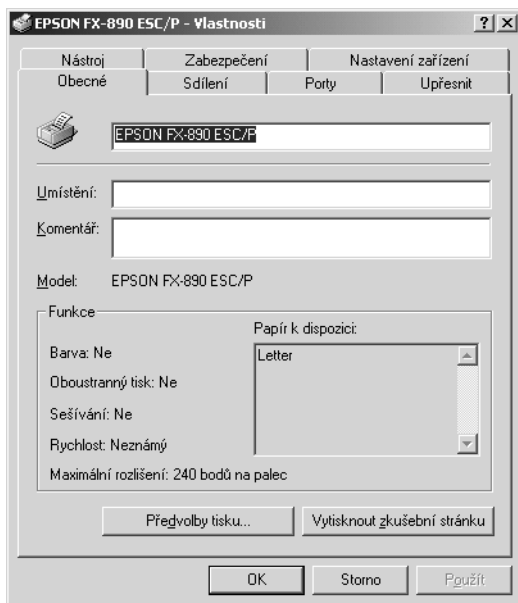 EPSON FX-890 ESC/P - Vlastnosti
Nástroj Zabezpečení Nastavení zařízení
Obecné Sdílení Porty Upřesnit
EPSON FX-890 ESC/P
Umístění:
Komentář:
Model: EPSON FX-890 ESC/P
Funkce
Papír k dispozici:
Barva: Ne
Letter
Oboustranný tisk: Ne
Sešívání: Ne
Rychlost: Neznámý
Maximální rozlišení: 240 bodů na palec
Předvolby tisku... Vytisknout zkušební stránku
OK Storno Použít